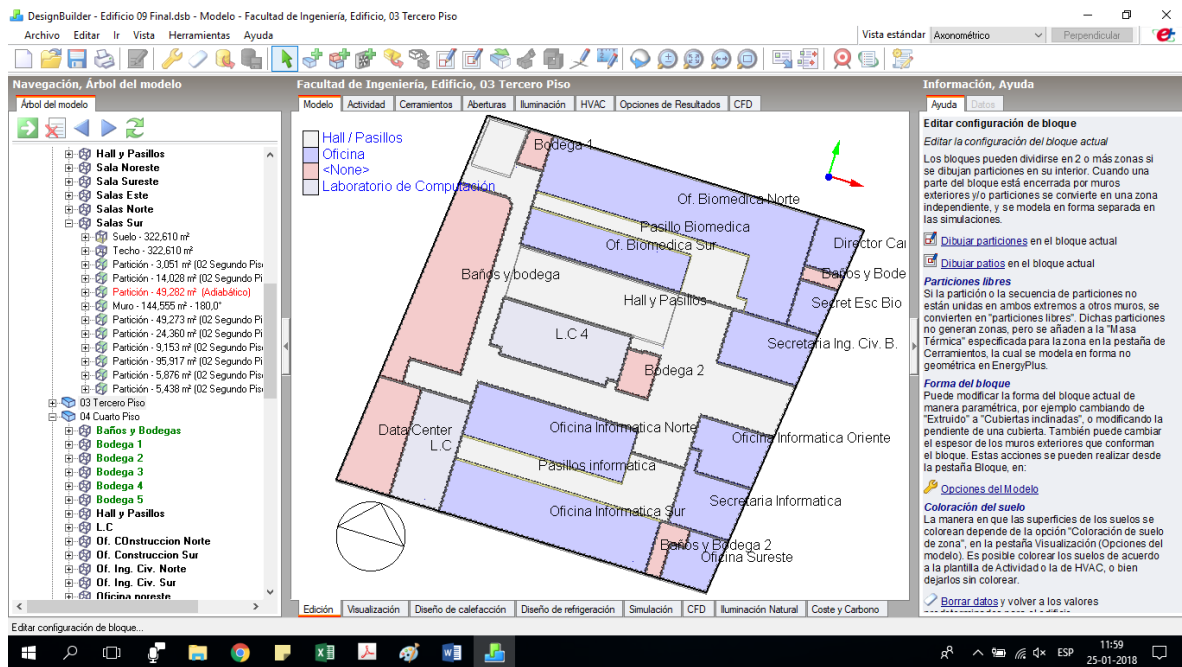 DesignBuilder - Edificio 09 Final.dsb - Modelo - Facultad de Ingeniería, Edificio, 03 Tercero Piso
Archivo Editar Ir Vista Herramientas Ayuda
Vista estándar Axonométrico Perpendicular
Navegación, Árbol del modelo
Árbol del modelo
Hall y Pasillos
Sala Noreste
Sala Sureste
Salas Este
Salas Norte
Salas Sur
Suelo - 322,610 m²
Techo - 322,610 m²
Partición - 3,051 m² (02 Segundo Pis
Partición - 14,028 m² (02 Segundo Pi
Partición - 49,282 m² (Adiabático)
Muro - 144,555 m² - 180,0°
Partición - 49,273 m² (02 Segundo Pi
Partición - 24,360 m² (02 Segundo Pi
Partición - 9,153 m² (02 Segundo Pis
Partición - 95,917 m² (02 Segundo Pi
Partición - 5,876 m² (02 Segundo Pis
Partición - 5,438 m² (02 Segundo Pis
03 Tercero Piso
04 Cuarto Piso
Baños y Bodegas
Bodega 1
Bodega 2
Bodega 3
Bodega 4
Bodega 5
Hall y Pasillos
L.C
Of. COnstruccion Norte
Of. Construccion Sur
Of. Ing. Civ. Norte
Of. Ing. Civ. Sur
Oficina noreste
Facultad de Ingeniería, Edificio, 03 Tercero Piso
Modelo Actividad Cerramientos Aberturas Iluminación HVAC Opciones de Resultados CFD
Hall / Pasillos
Oficina
<None>
Laboratorio de Computación
Bodega 1
Of. Biomedica Norte
Pasillo Biomedica
Of. Biomedica Sur
Director Car
Baños y bodega
Baños y Bode
Hall y Pasillos
Secret Esc Bio
L.C 4
Secretaria Ing. Civ. B.
Bodega 2
Data Center
L.C
Oficina Informatica Norte
Oficina Informatica Oriente
Pasillos informatica
Secretaria Informatica
Oficina Informatica Sur
Baños y Bodega 2
Oficina Sureste
Edición Visualización Diseño de calefacción Diseño de refrigeración Simulación CFD Iluminación Natural Coste y Carbono
Información, Ayuda
Ayuda Datos
Editar configuración de bloque
Editar la configuración del bloque actual
Los bloques pueden dividirse en 2 o más zonas si
se dibujan particiones en su interior. Cuando una
parte del bloque está encerrada por muros
exteriores y/o particiones se convierte en una zona
independiente, y se modela en forma separada en
las simulaciones.
Dibujar particiones en el bloque actual
Dibujar patios en el bloque actual
Particiones libres
Si la partición o la secuencia de particiones no
están unidas en ambos extremos a otros muros, se
convierten en "particiones libres". Dichas particiones
no generan zonas, pero se añaden a la "Masa
Térmica" especificada para la zona en la pestaña de
Cerramientos, la cual se modela en forma no
geométrica en EnergyPlus.
Forma del bloque
Puede modificar la forma del bloque actual de
manera paramétrica, por ejemplo cambiando de
"Extruido" a "Cubiertas inclinadas", o modificando la
pendiente de una cubierta. También puede cambiar
el espesor de los muros exteriores que conforman
el bloque. Estas acciones se pueden realizar desde
la pestaña Bloque, en:
Opciones del Modelo
Coloración del suelo
La manera en que las superficies de los suelos se
colorean depende de la opción "Coloración de suelo
de zona", en la pestaña Visualización (Opciones del
modelo). Es posible colorear los suelos de acuerdo
a la plantilla de Actividad o la de HVAC, o bien
dejarlos sin colorear.
Borrar datos y volver a los valores
Editar configuración de bloque...
ESP
11:59
25-01-2018